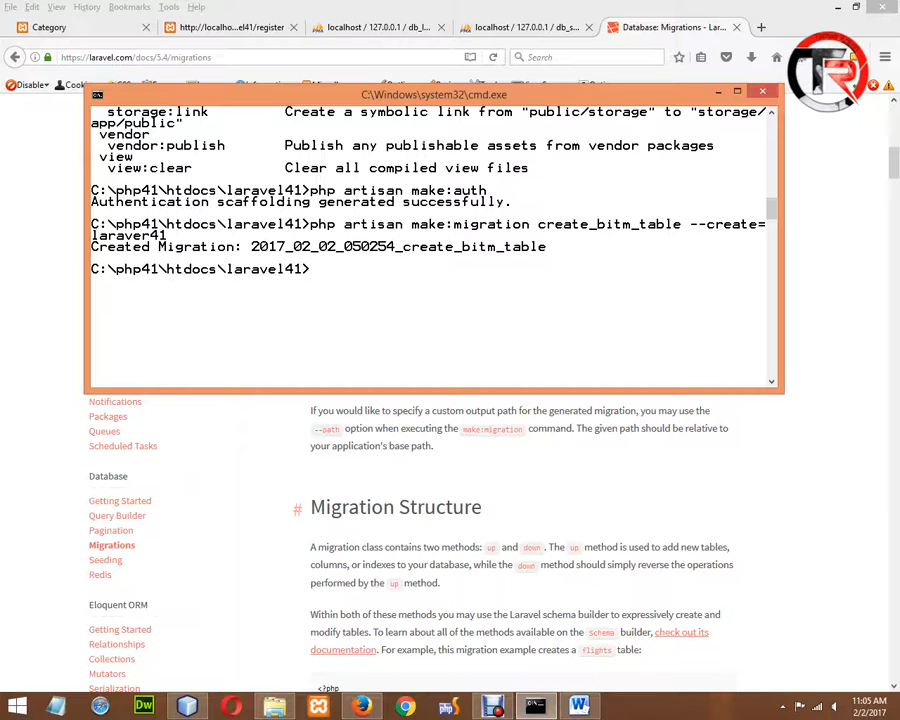 File Edit View History Bookmarks Tools Help
Category
http://localho...el41/register
localhost / 127.0.0.1 / db_l...
localhost / 127.0.0.1 / db_s...
Database: Migrations - Lar...
https://laravel.com/docs/5.4/migrations
Search
Disable
TR
C:\Windows\system32\cmd.exe
storage:link Create a symbolic link from "public/storage" to "storage/
app/public"
vendor
vendor:publish Publish any publishable assets from vendor packages
view
view:clear Clear all compiled view files
C:\php41\htdocs\laravel41>php artisan make:auth
Authentication scaffolding generated successfully.
C:\php41\htdocs\laravel41>php artisan make:migration create_bitm_table --create=
laraver41
Created Migration: 2017_02_02_050254_create_bitm_table
C:\php41\htdocs\laravel41>
Notifications
Packages
Queues
Scheduled Tasks
Database
Getting Started
Query Builder
Pagination
Migrations
Seeding
Redis
Eloquent ORM
Getting Started
Relationships
Collections
Mutators
Serialization
If you would like to specify a custom output path for the generated migration, you may use the
--path option when executing the make:migration command. The given path should be relative to
your application's base path.
# Migration Structure
A migration class contains two methods: up and down. The up method is used to add new tables,
columns, or indexes to your database, while the down method should simply reverse the operations
performed by the up method.
Within both of these methods you may use the Laravel schema builder to expressively create and
modify tables. To learn about all of the methods available on the Schema builder, check out its
documentation. For example, this migration example creates a flights table:
<?php
Dw
php
W
11:05 AM
2/2/2017